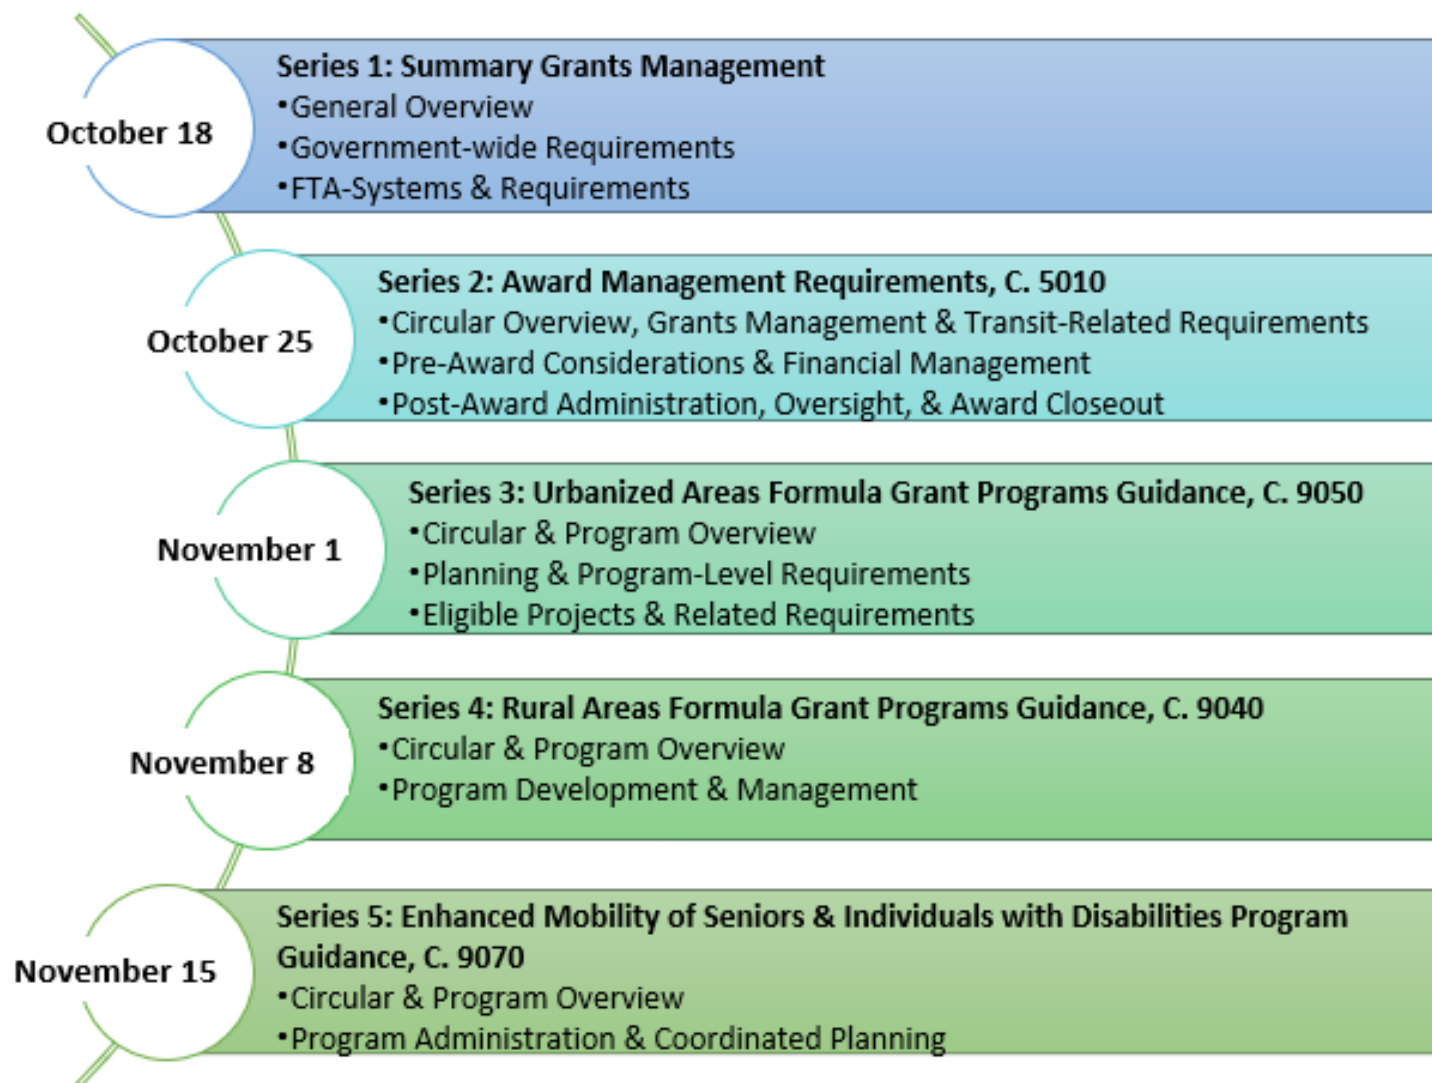 October 18
Series 1: Summary Grants Management
•General Overview
•Government-wide Requirements
•FTA-Systems & Requirements
October 25
Series 2: Award Management Requirements, C. 5010
•Circular Overview, Grants Management & Transit-Related Requirements
•Pre-Award Considerations & Financial Management
•Post-Award Administration, Oversight, & Award Closeout
November 1
Series 3: Urbanized Areas Formula Grant Programs Guidance, C. 9050
•Circular & Program Overview
•Planning & Program-Level Requirements
•Eligible Projects & Related Requirements
November 8
Series 4: Rural Areas Formula Grant Programs Guidance, C. 9040
•Circular & Program Overview
•Program Development & Management
November 15
Series 5: Enhanced Mobility of Seniors & Individuals with Disabilities Program
Guidance, C. 9070
•Circular & Program Overview
•Program Administration & Coordinated Planning